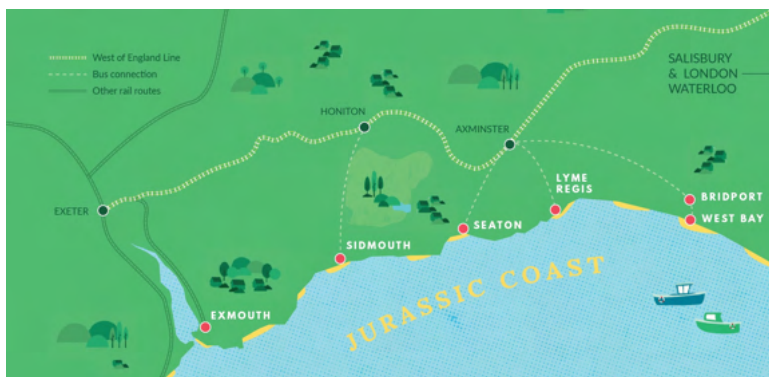 West of England Line
Bus connection
Other rail routes
SALISBURY
& LONDON
WATERLOO
HONITON
AXMINSTER
EXETER
LYME
REGIS
BRIDPORT
WEST BAY
SEATON
SIDMOUTH
EXMOUTH
JURASSIC COAST